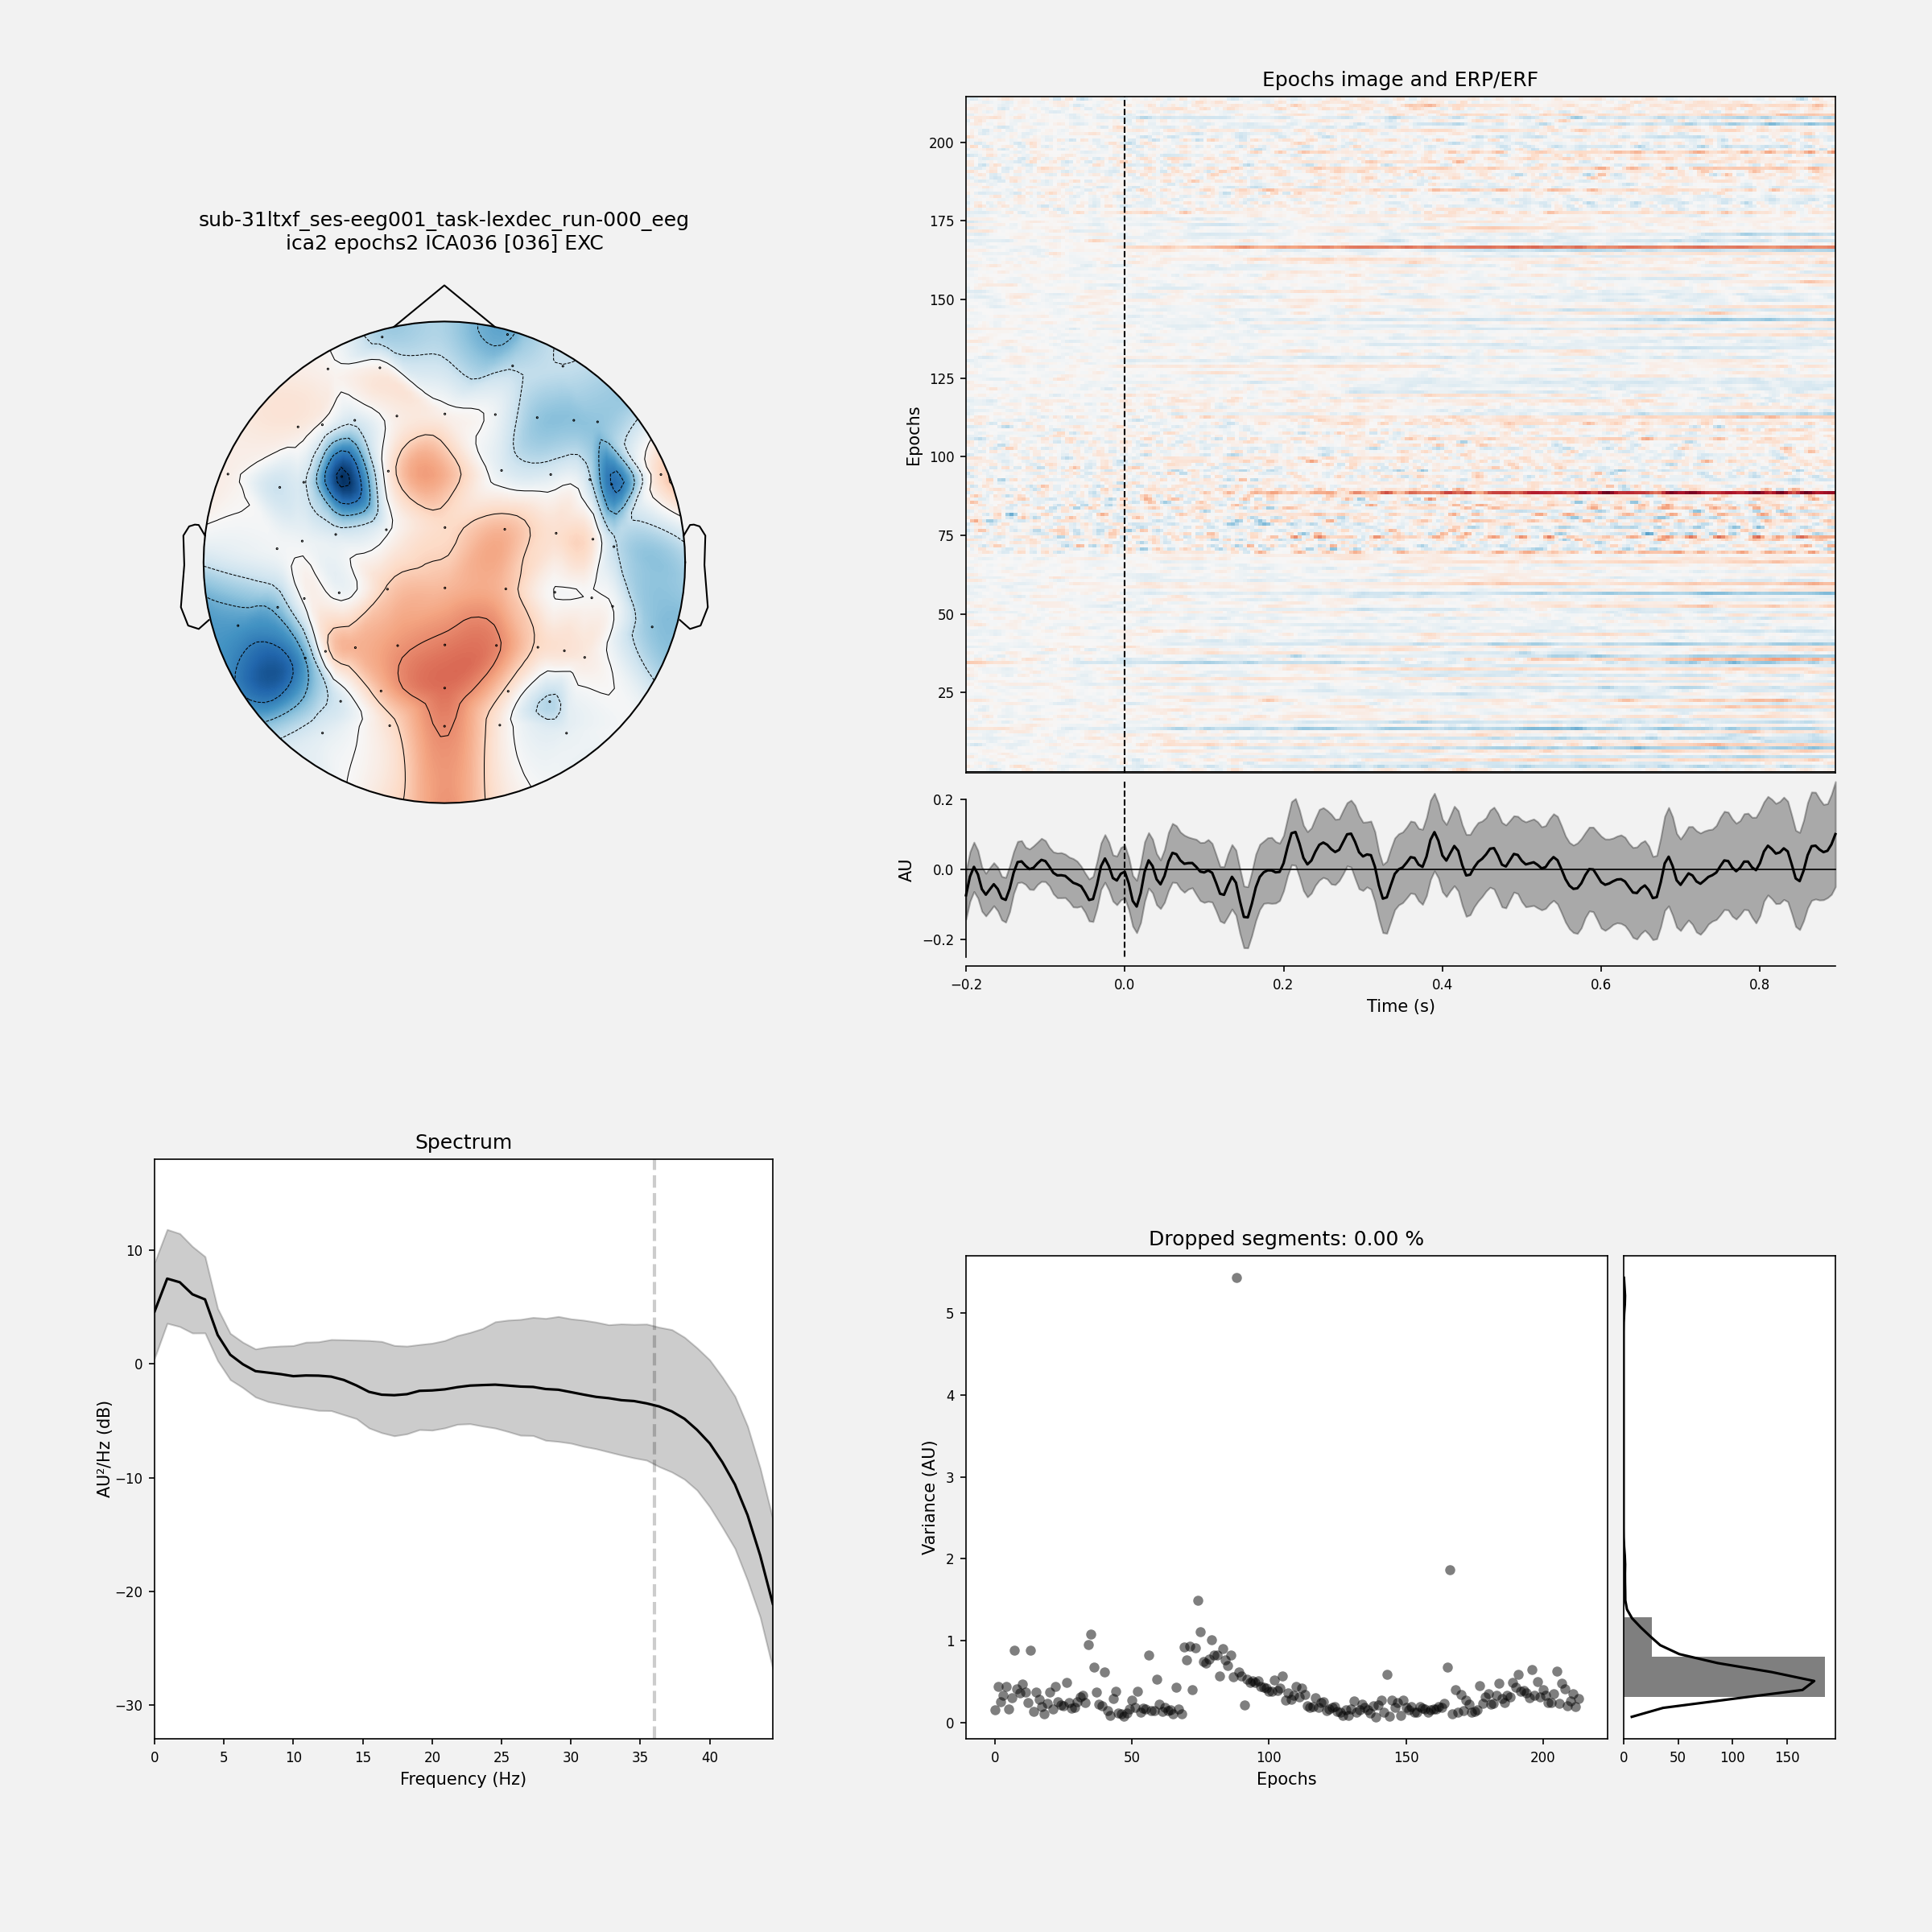 sub-31ltxf_ses-eeg001_task-lexdec_run-000_eeg
ica2 epochs2 ICA036 [036] EXC
Epochs image and ERP/ERF
Epochs
200
175
150
125
100
75
50
25
AU
0.2
0.0
−0.2
−0.2 0.0 0.2 0.4 0.6 0.8
Time (s)
Spectrum
AU²/Hz (dB)
10
0
−10
−20
−30
0 5 10 15 20 25 30 35 40
Frequency (Hz)
Dropped segments: 0.00 %
Variance (AU)
5
4
3
2
1
0
0 50 100 150 200
Epochs
0 50 100 150